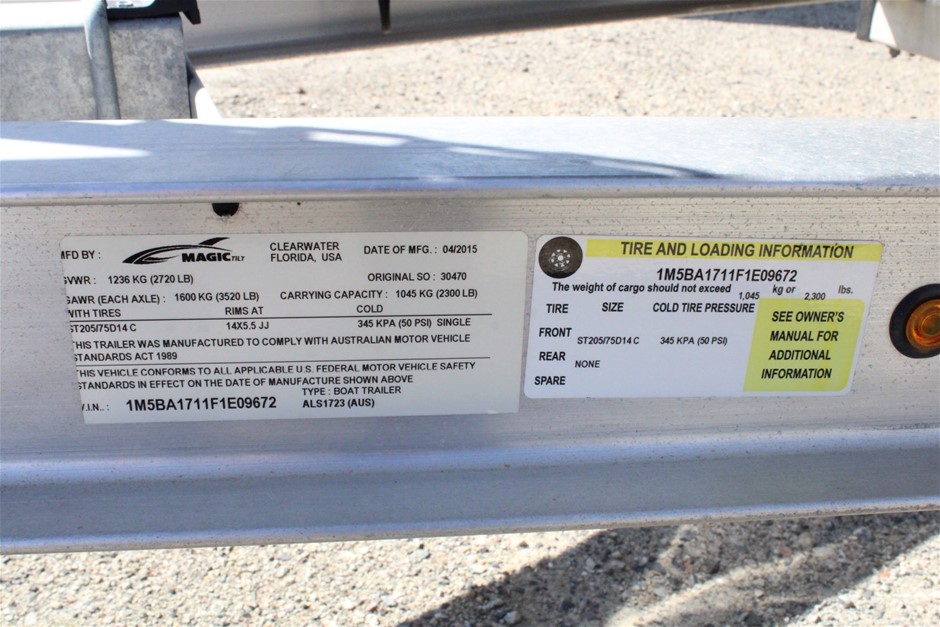 MFD BY :
MAGICTILT
CLEARWATER
FLORIDA, USA
DATE OF MFG. : 04/2015
GVWR : 1236 KG (2720 LB)
ORIGINAL SO : 30470
GAWR (EACH AXLE) : 1600 KG (3520 LB)
CARRYING CAPACITY : 1045 KG (2300 LB)
WITH TIRES RIMS AT COLD
ST205/75D14 C 14X5.5 JJ 345 KPA (50 PSI) SINGLE
THIS TRAILER WAS MANUFACTURED TO COMPLY WITH AUSTRALIAN MOTOR VEHICLE
STANDARDS ACT 1989
THIS VEHICLE CONFORMS TO ALL APPLICABLE U.S. FEDERAL MOTOR VEHICLE SAFETY
STANDARDS IN EFFECT ON THE DATE OF MANUFACTURE SHOWN ABOVE
TYPE : BOAT TRAILER
V.I.N.. : 1M5BA1711F1E09672 ALS1723 (AUS)
TIRE AND LOADING INFORMATION
1M5BA1711F1E09672
The weight of cargo should not exceed 1,045 kg or 2,300 lbs.
TIRE SIZE COLD TIRE PRESSURE
FRONT ST205/75D14 C 345 KPA (50 PSI)
REAR NONE
SPARE
SEE OWNER'S
MANUAL FOR
ADDITIONAL
INFORMATION